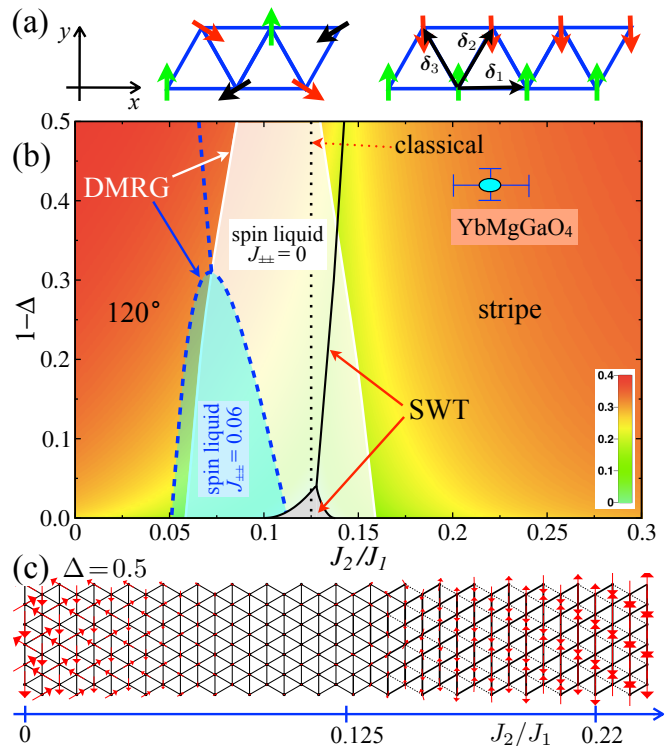 (a)
y
x
δ₃
δ₂
δ₁
(b)
0.5
0.4
0.3
0.2
0.1
0
1−Δ
DMRG
classical
YbMgGaO₄
spin liquid
J±±=0
120°
stripe
SWT
spin liquid
J±±=0.06
0.4
0.3
0.2
0.1
0
0
0.05
0.1
0.15
0.2
0.25
0.3
J₂/J₁
(c)
Δ=0.5
0
0.125
0.22
J₂/J₁